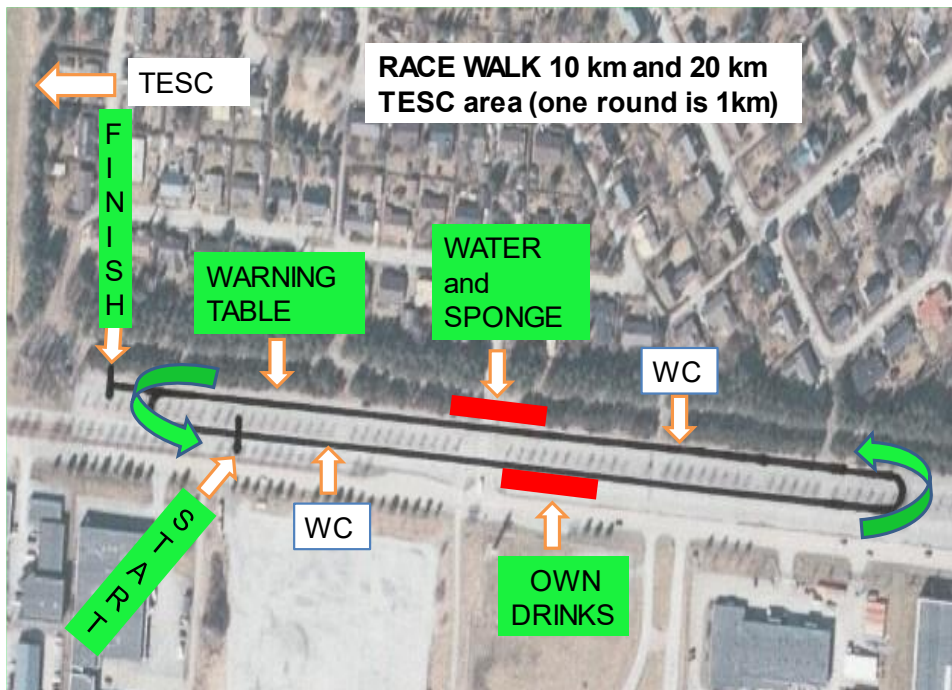 RACE WALK 10 km and 20 km
TESC area (one round is 1km)
TESC
FINISH
WARNING
TABLE
WATER
and
SPONGE
WC
START
WC
OWN
DRINKS